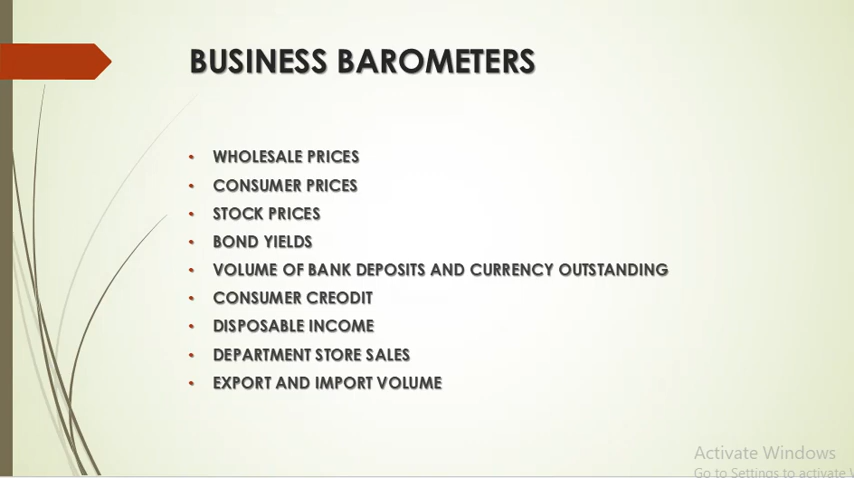 BUSINESS BAROMETERS
• WHOLESALE PRICES
• CONSUMER PRICES
• STOCK PRICES
• BOND YIELDS
• VOLUME OF BANK DEPOSITS AND CURRENCY OUTSTANDING
• CONSUMER CREODIT
• DISPOSABLE INCOME
• DEPARTMENT STORE SALES
• EXPORT AND IMPORT VOLUME
Activate Windows
Go to Settings to activate